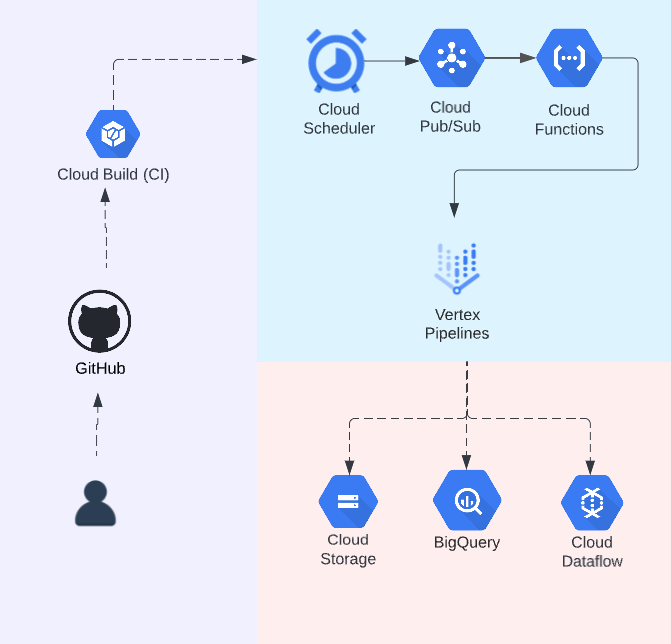 Cloud
Scheduler
Cloud
Pub/Sub
Cloud
Functions
Cloud Build (CI)
Vertex
Pipelines
GitHub
Cloud
Storage
BigQuery
Cloud
Dataflow